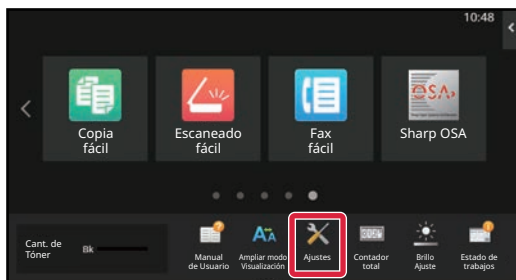 10:48
Copia
fácil
Escaneado
fácil
Fax
fácil
Sharp OSA
Cant. de
Tóner
Bk
Manual
de Usuario
Ampliar modo
Visualización
Ajustes
Contador
total
Brillo
Ajuste
Estado de
trabajos